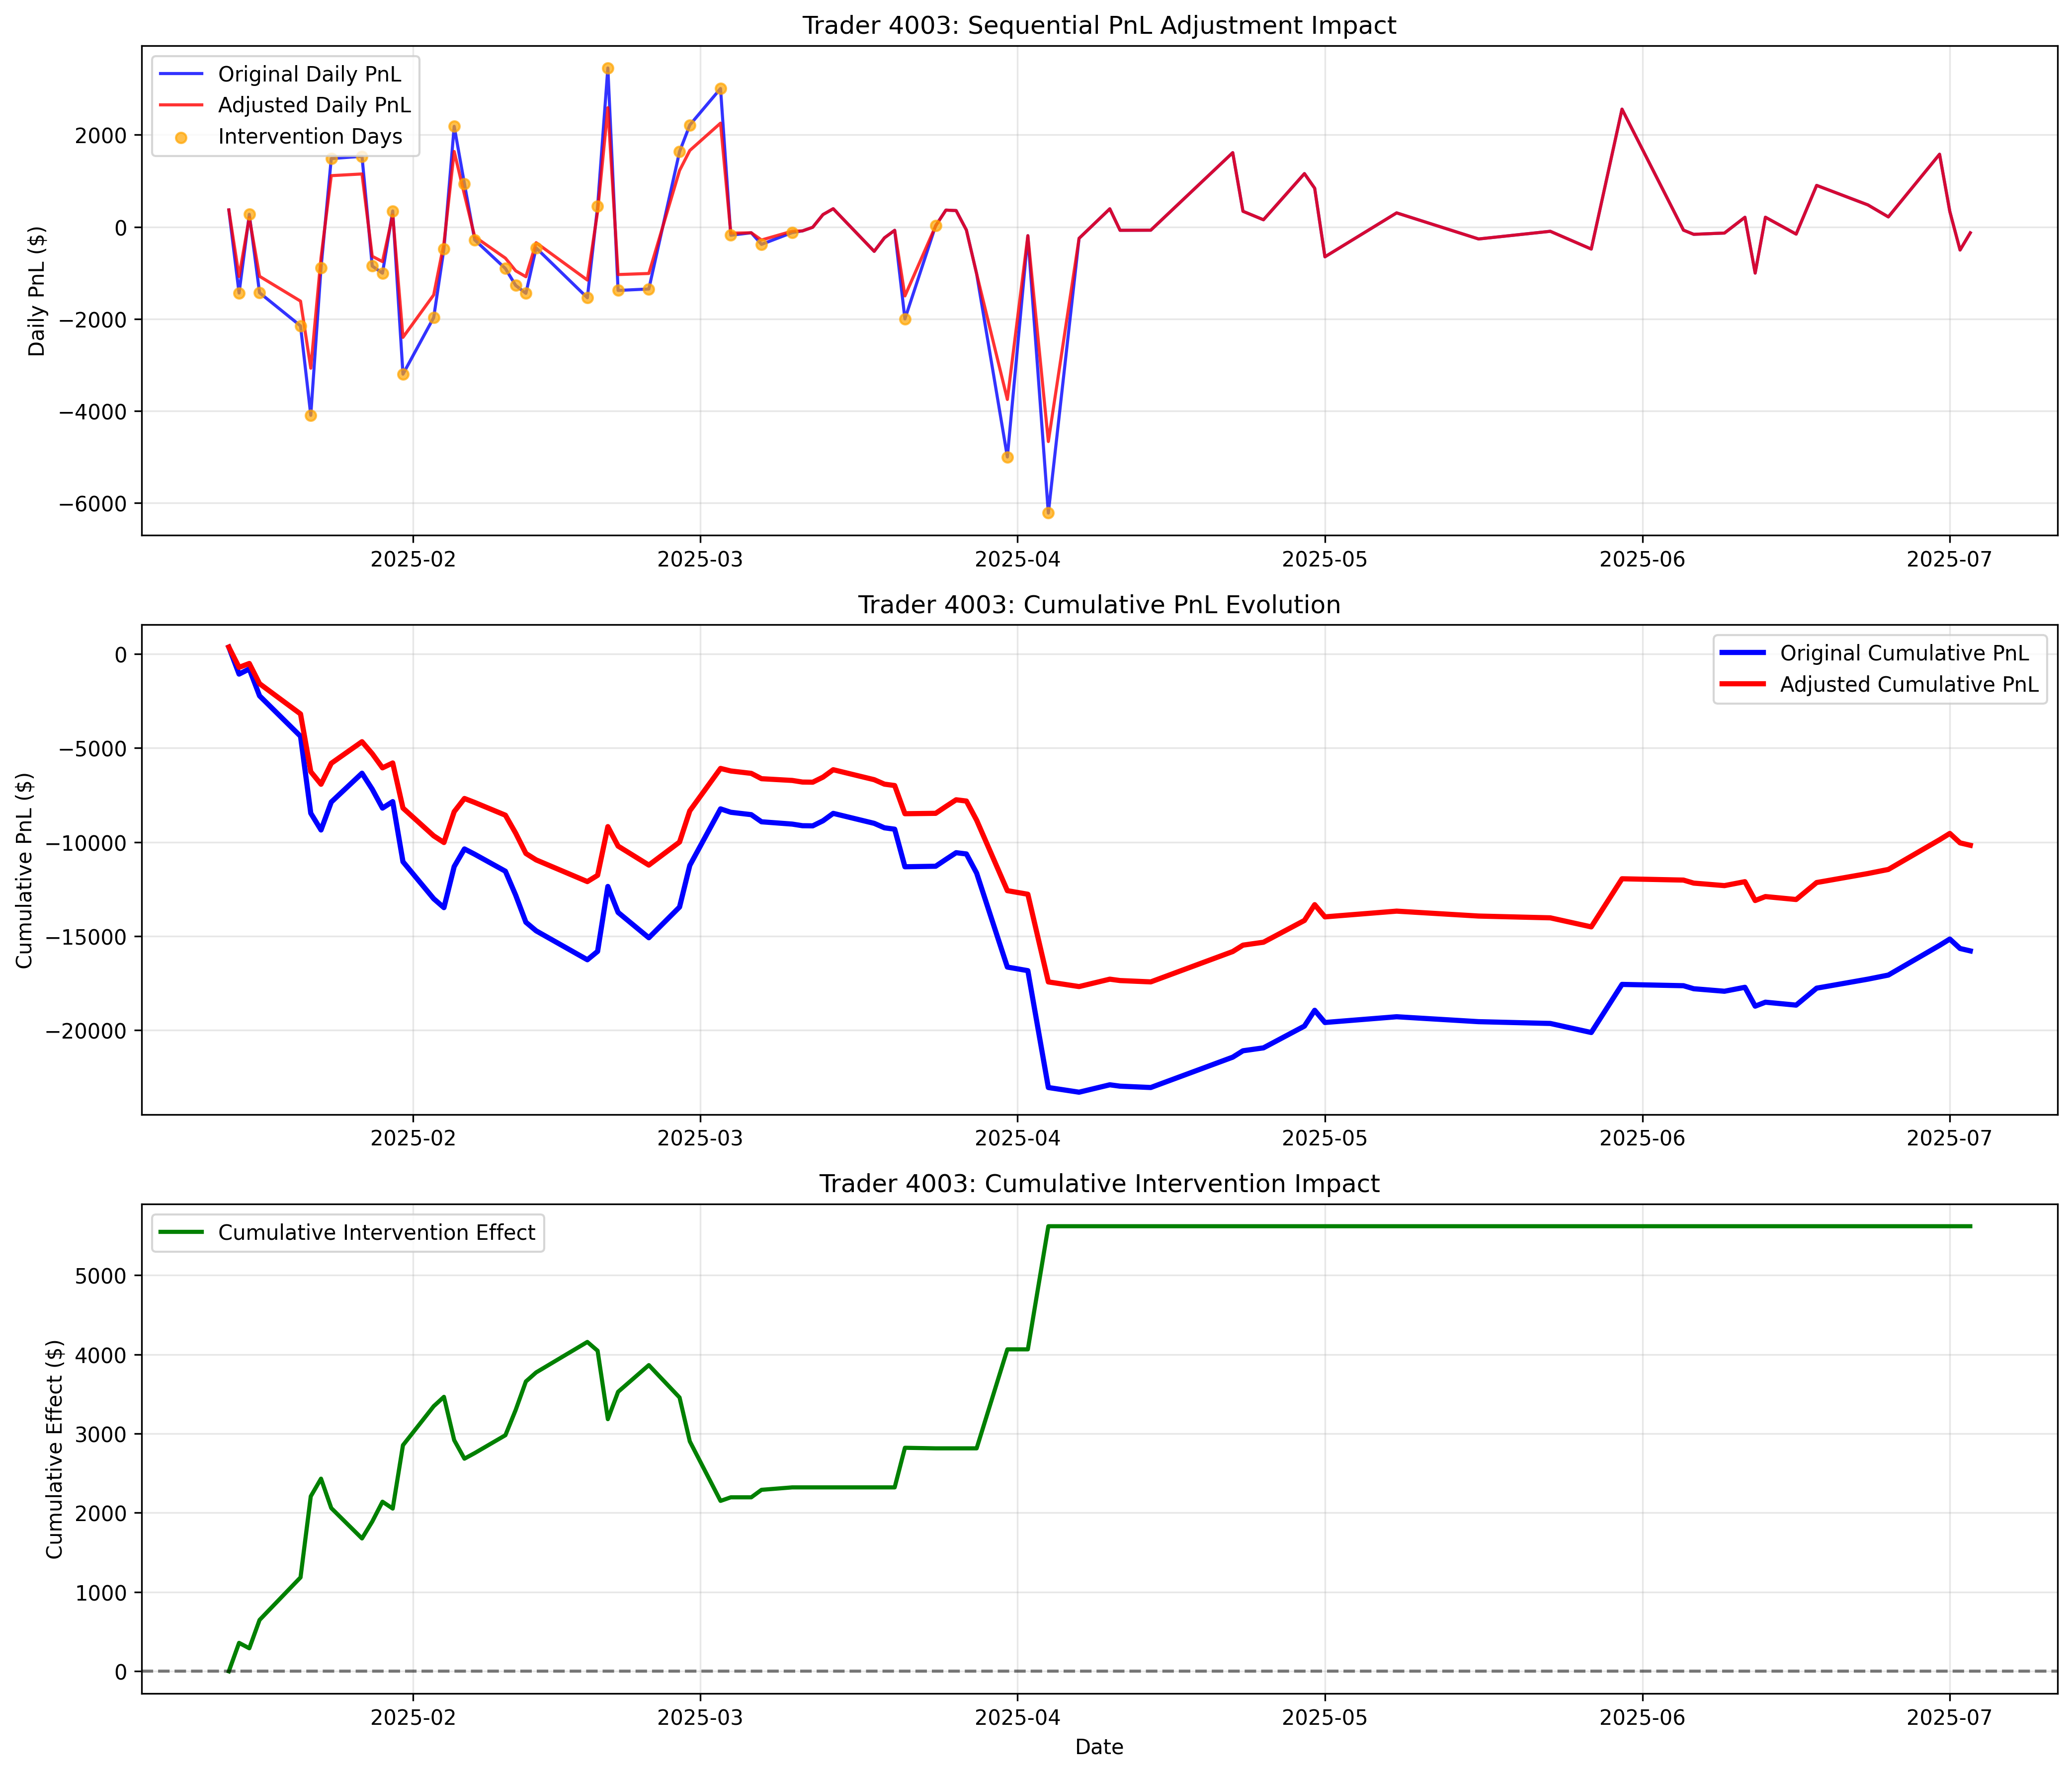 Trader 4003: Sequential PnL Adjustment Impact
Original Daily PnL
Adjusted Daily PnL
Intervention Days
Daily PnL ($)
2000
0
−2000
−4000
−6000
2025-02 2025-03 2025-04 2025-05 2025-06 2025-07
Trader 4003: Cumulative PnL Evolution
Original Cumulative PnL
Adjusted Cumulative PnL
Cumulative PnL ($)
0
−5000
−10000
−15000
−20000
2025-02 2025-03 2025-04 2025-05 2025-06 2025-07
Trader 4003: Cumulative Intervention Impact
Cumulative Intervention Effect
Cumulative Effect ($)
5000
4000
3000
2000
1000
0
2025-02 2025-03 2025-04 2025-05 2025-06 2025-07
Date